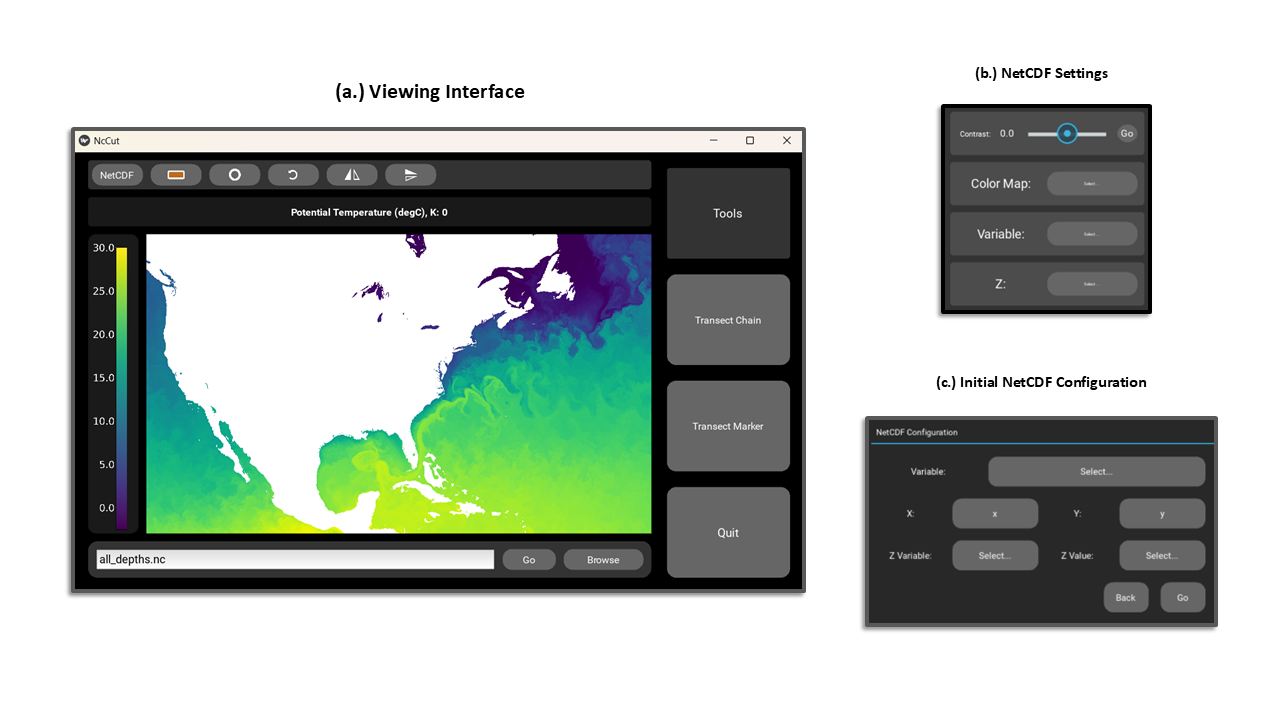 (a.) Viewing Interface
NcCut
NetCDF
Potential Temperature (degC), K: 0
30.0
25.0
20.0
15.0
10.0
5.0
0.0
all_depths.nc
Go
Browse
Tools
Transect Chain
Transect Marker
Quit
(b.) NetCDF Settings
Contrast: 0.0 Go
Color Map: Select...
Variable: Select...
Z: Select...
(c.) Initial NetCDF Configuration
NetCDF Configuration
Variable: Select...
X: x Y: y
Z Variable: Select... Z Value: Select...
Back Go